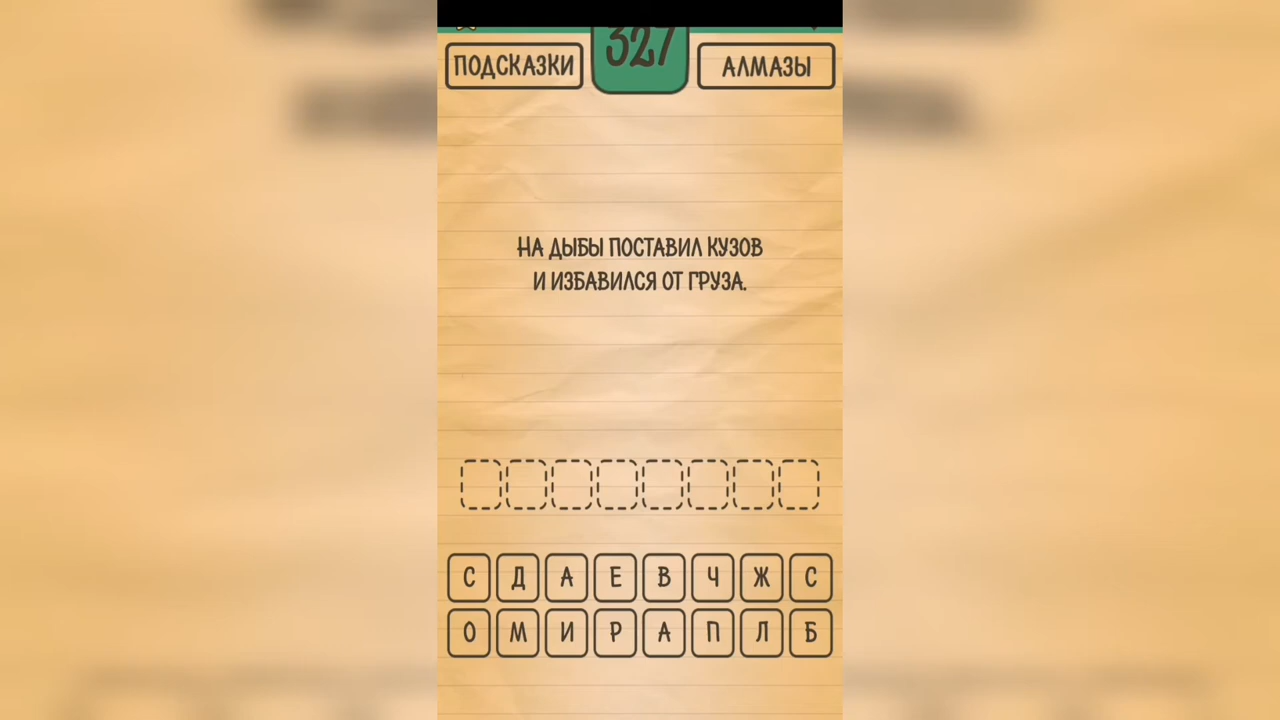 327
ПОДСКАЗКИ
АЛМАЗЫ
НА ДЫБЫ ПОСТАВИЛ КУЗОВ
И ИЗБАВИЛСЯ ОТ ГРУЗА.
С Д А Е В Ч Ж С
О М И Р А П Л Б